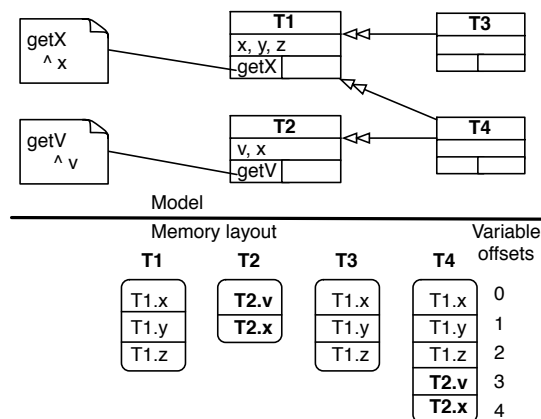 getX
^ x
T1
x, y, z
getX
T3
getV
^ v
T2
v, x
getV
T4
Model
Memory layout
Variable
offsets
T1
T2
T3
T4
T1.x
T2.v
T1.x
T1.x
0
T1.y
T2.x
T1.y
T1.y
1
T1.z
T1.z
T1.z
2
T2.v
3
T2.x
4